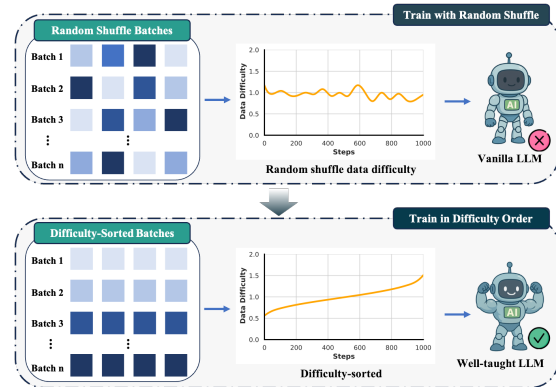 Random Shuffle Batches
Train with Random Shuffle
Batch 1
Batch 2
Batch 3
⋮
⋮
Batch n
Data Difficulty
2.0
1.5
1.0
0.5
0.0
0
200
400
600
800
1000
Steps
Random shuffle data difficulty
AI
Vanilla LLM
Difficulty-Sorted Batches
Train in Difficulty Order
Batch 1
Batch 2
Batch 3
⋮
⋮
Batch n
Data Difficulty
2.0
1.5
1.0
0.5
0.0
0
200
400
600
800
1000
Steps
Difficulty-sorted
AI
Well-taught LLM